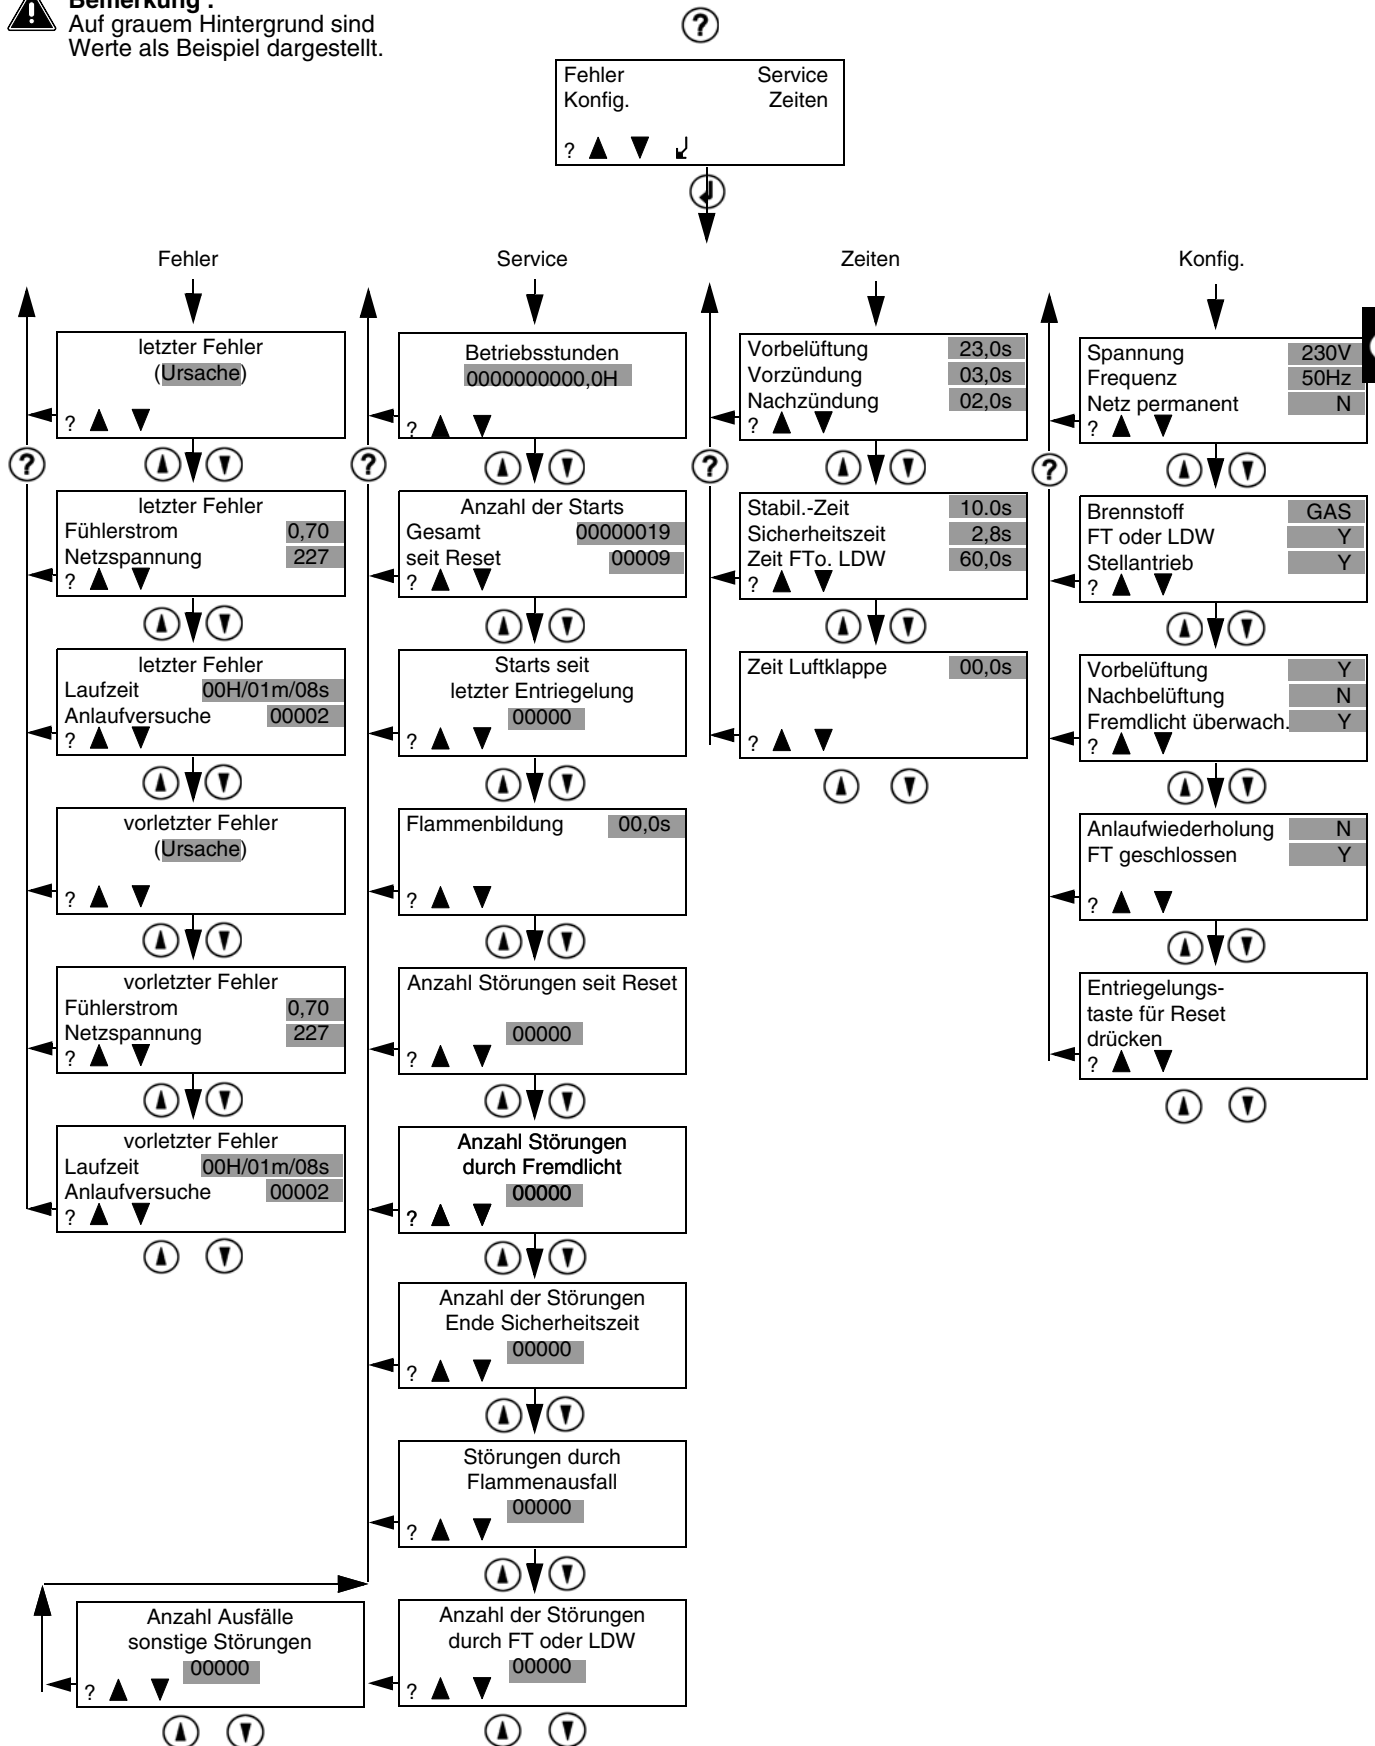 Bemerkung :
Auf grauem Hintergrund sind
Werte als Beispiel dargestellt.
?
Fehler Service
Konfig. Zeiten
?
Fehler
letzter Fehler
(Ursache)
?
?
letzter Fehler
Fühlerstrom 0,70
Netzspannung 227
?
letzter Fehler
Laufzeit 00H/01m/08s
Anlaufversuche 00002
?
vorletzter Fehler
(Ursache)
?
vorletzter Fehler
Fühlerstrom 0,70
Netzspannung 227
?
vorletzter Fehler
Laufzeit 00H/01m/08s
Anlaufversuche 00002
?
Service
Betriebsstunden
0000000000,0H
?
?
Anzahl der Starts
Gesamt 00000019
seit Reset 00009
?
Starts seit
letzter Entriegelung
00000
?
Flammenbildung 00,0s
?
Anzahl Störungen seit Reset
00000
?
Anzahl Störungen
durch Fremdlicht
00000
?
Anzahl der Störungen
Ende Sicherheitszeit
00000
?
Störungen durch
Flammenausfall
00000
?
Anzahl der Störungen
durch FT oder LDW
00000
?
Anzahl Ausfälle
sonstige Störungen
00000
?
Zeiten
Vorbelüftung 23,0s
Vorzündung 03,0s
Nachzündung 02,0s
?
?
Stabil.-Zeit 10.0s
Sicherheitszeit 2,8s
Zeit FTo. LDW 60,0s
?
Zeit Luftklappe 00,0s
?
Konfig.
Spannung 230V
Frequenz 50Hz
Netz permanent N
?
?
Brennstoff GAS
FT oder LDW Y
Stellantrieb Y
?
Vorbelüftung Y
Nachbelüftung N
Fremdlicht überwach. Y
?
Anlaufwiederholung N
FT geschlossen Y
?
Entriegelungs-
taste für Reset
drücken
?